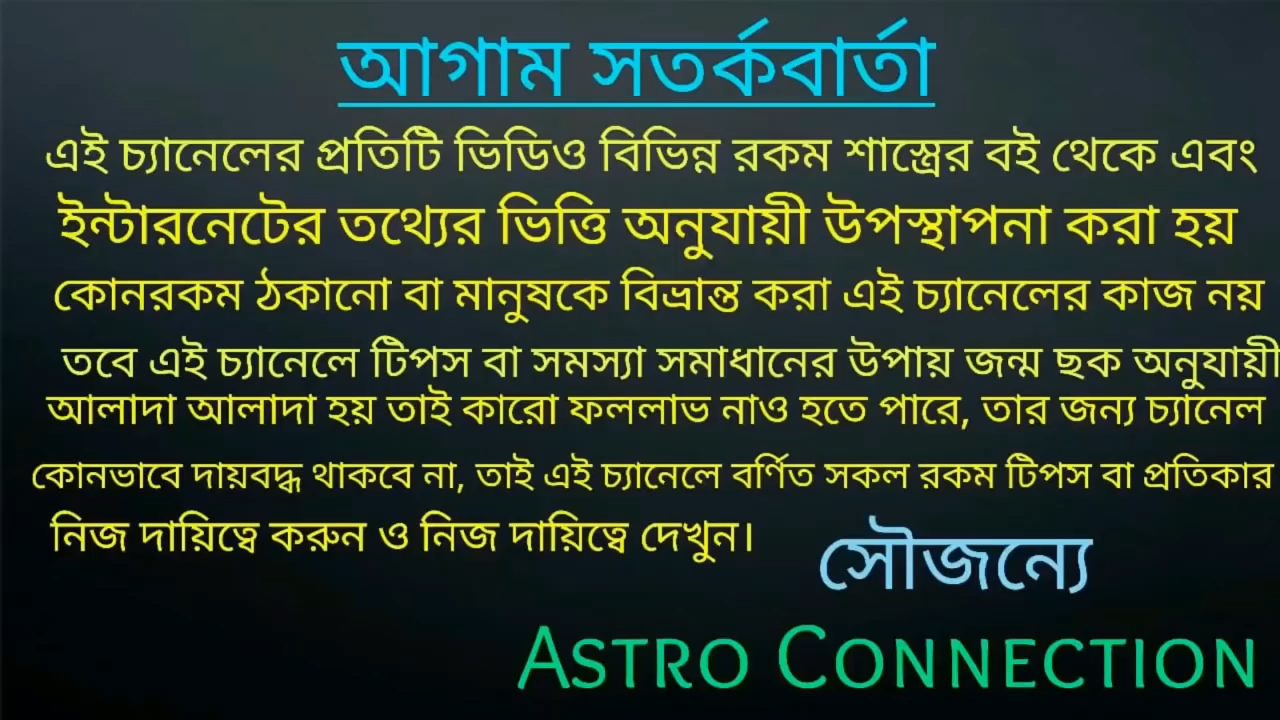 আগাম সতর্কবার্তা
এই চ্যানেলের প্রতিটি ভিডিও বিভিন্ন রকম শাস্ত্রের বই থেকে এবং
ইন্টারনেটের তথ্যের ভিত্তি অনুযায়ী উপস্থাপনা করা হয়
কোনরকম ঠকানো বা মানুষকে বিভ্রান্ত করা এই চ্যানেলের কাজ নয়
তবে এই চ্যানেলে টিপস বা সমস্যা সমাধানের উপায় জন্ম ছক অনুযায়ী
আলাদা আলাদা হয় তাই কারো ফললাভ নাও হতে পারে, তার জন্য চ্যানেল
কোনভাবে দায়বদ্ধ থাকবে না, তাই এই চ্যানেলে বর্ণিত সকল রকম টিপস বা প্রতিকার
নিজ দায়িত্বে করুন ও নিজ দায়িত্বে দেখুন।
সৌজন্যে
ASTRO CONNECTION